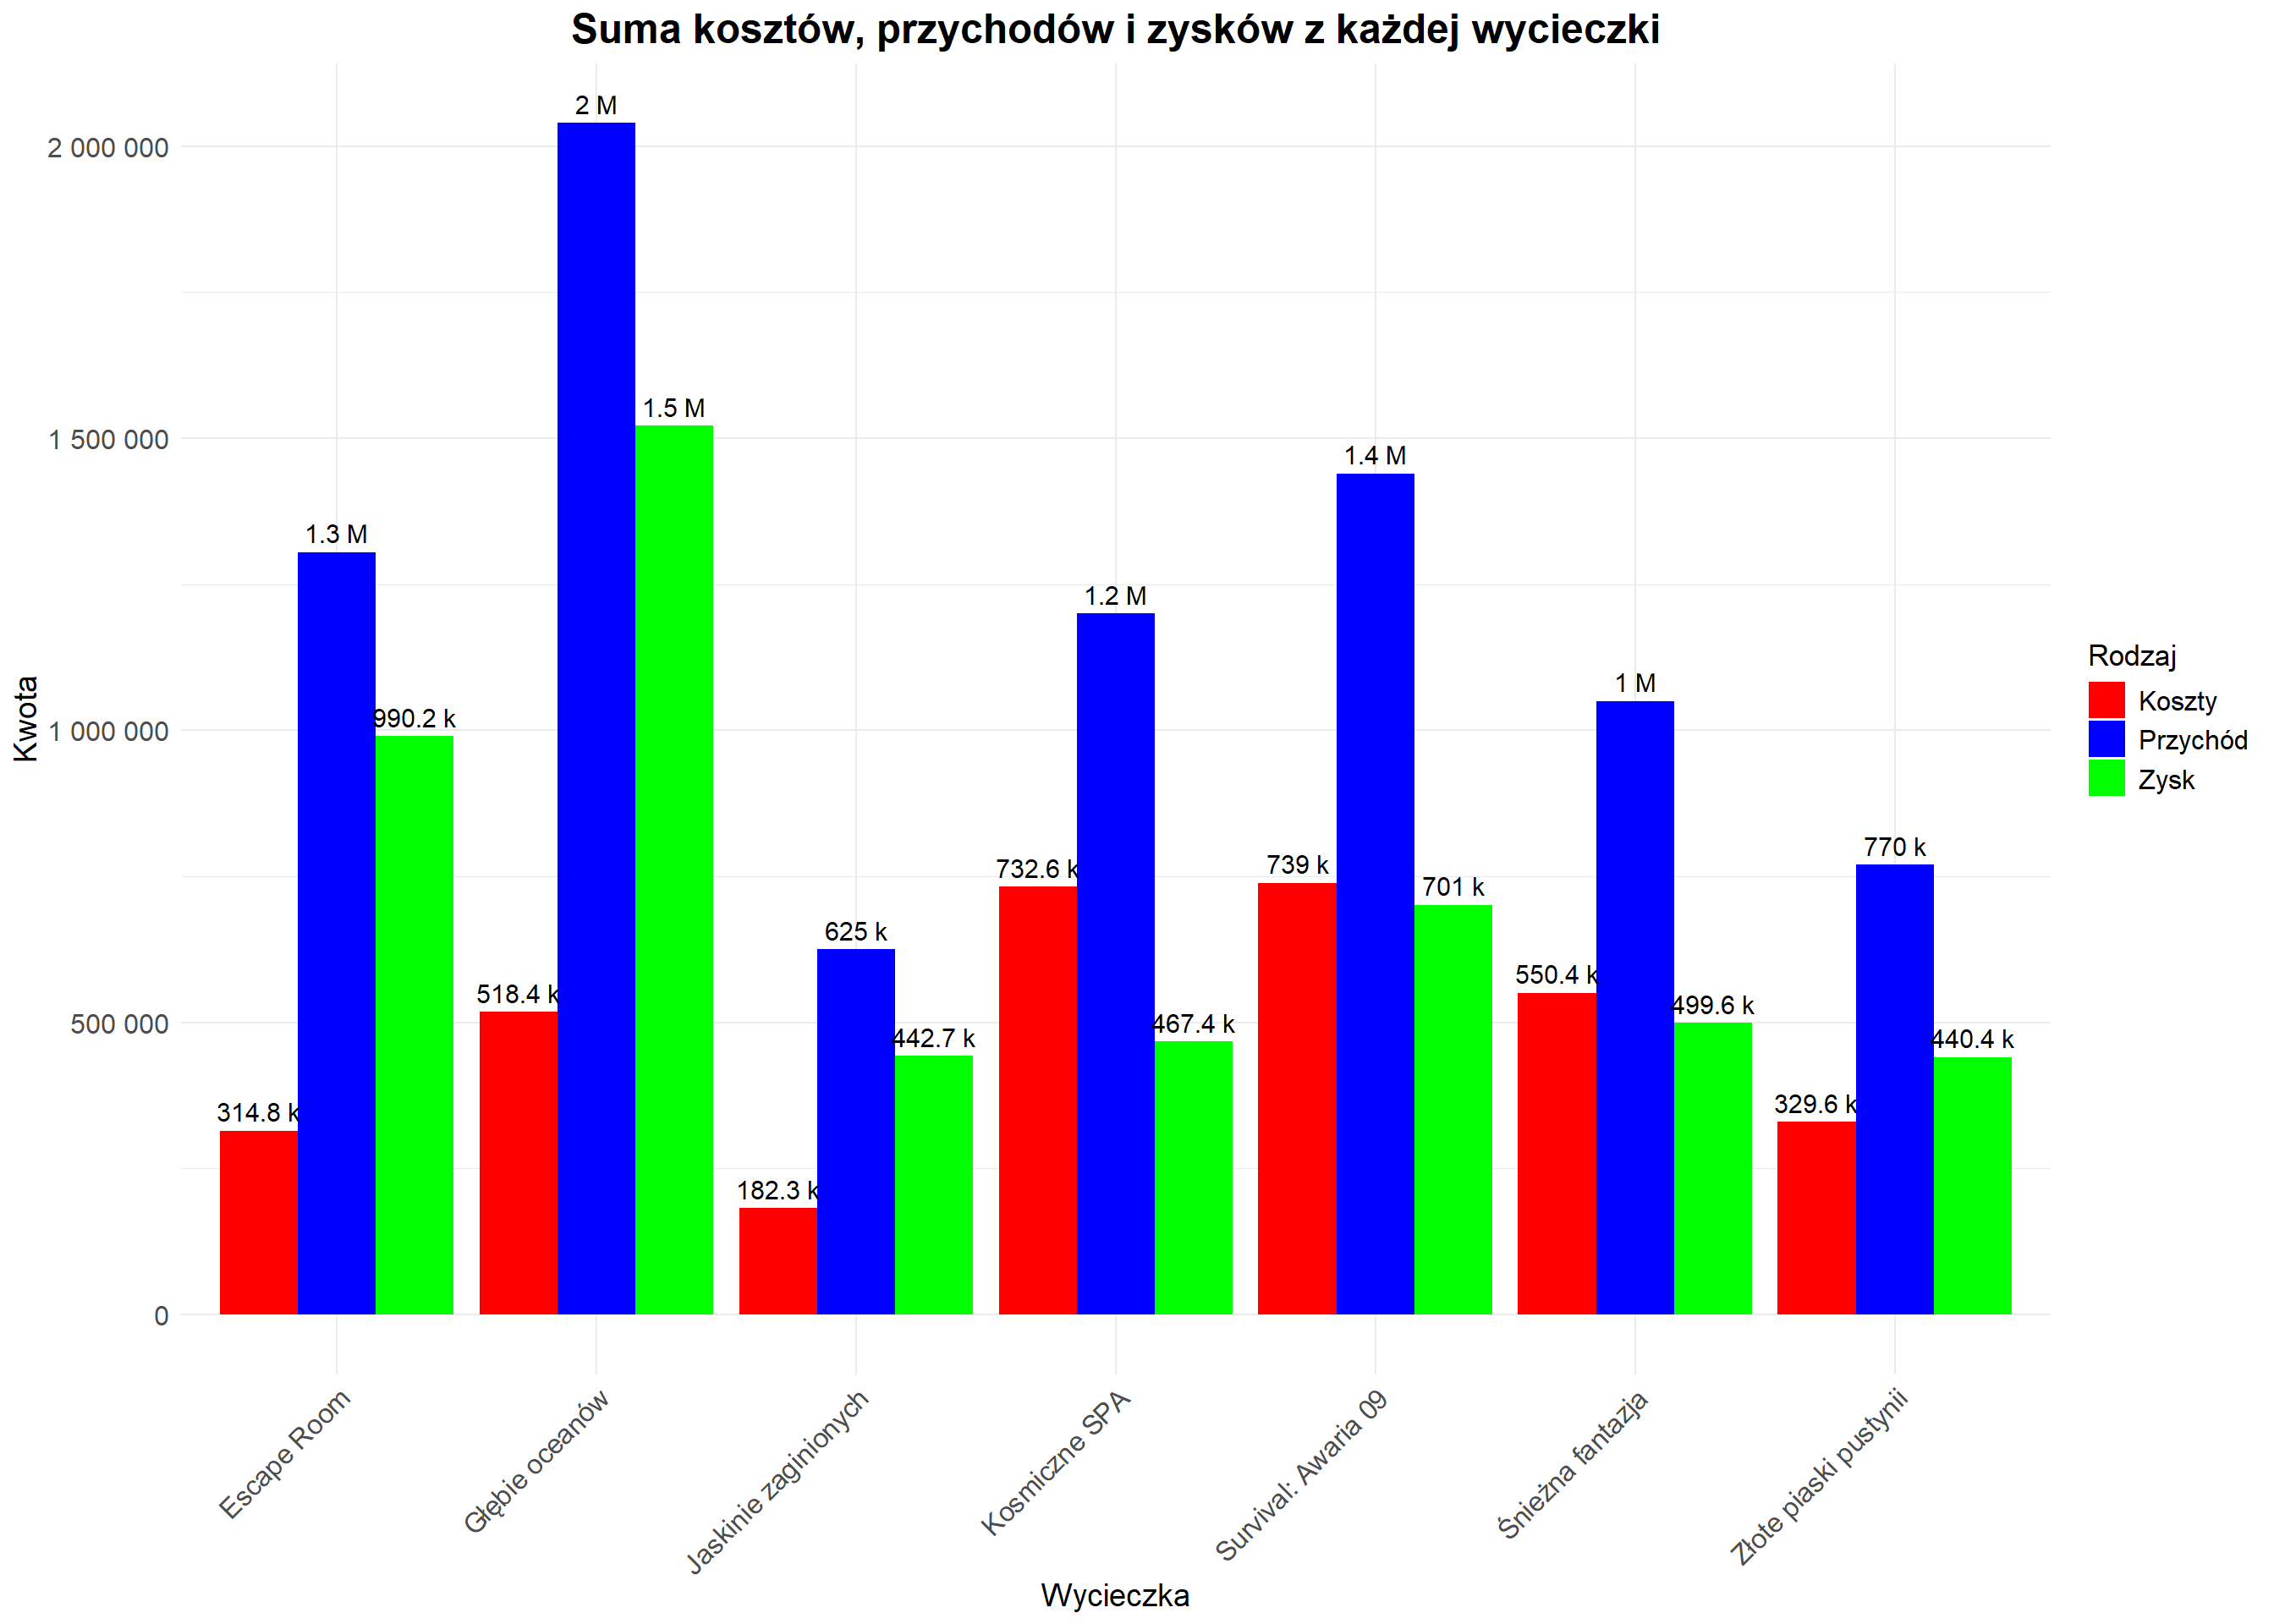 Suma kosztów, przychodów i zysków z każdej wycieczki
Kwota
2 000 000
1 500 000
1 000 000
500 000
0
314.8 k
1.3 M
990.2 k
518.4 k
2 M
1.5 M
182.3 k
625 k
442.7 k
732.6 k
1.2 M
467.4 k
739 k
1.4 M
701 k
550.4 k
1 M
499.6 k
329.6 k
770 k
440.4 k
Escape Room
Głębie oceanów
Jaskinie zaginionych
Kosmiczne SPA
Survival: Awaria 09
Śnieżna fantazja
Złote piaski pustynii
Wycieczka
Rodzaj
Koszty
Przychód
Zysk